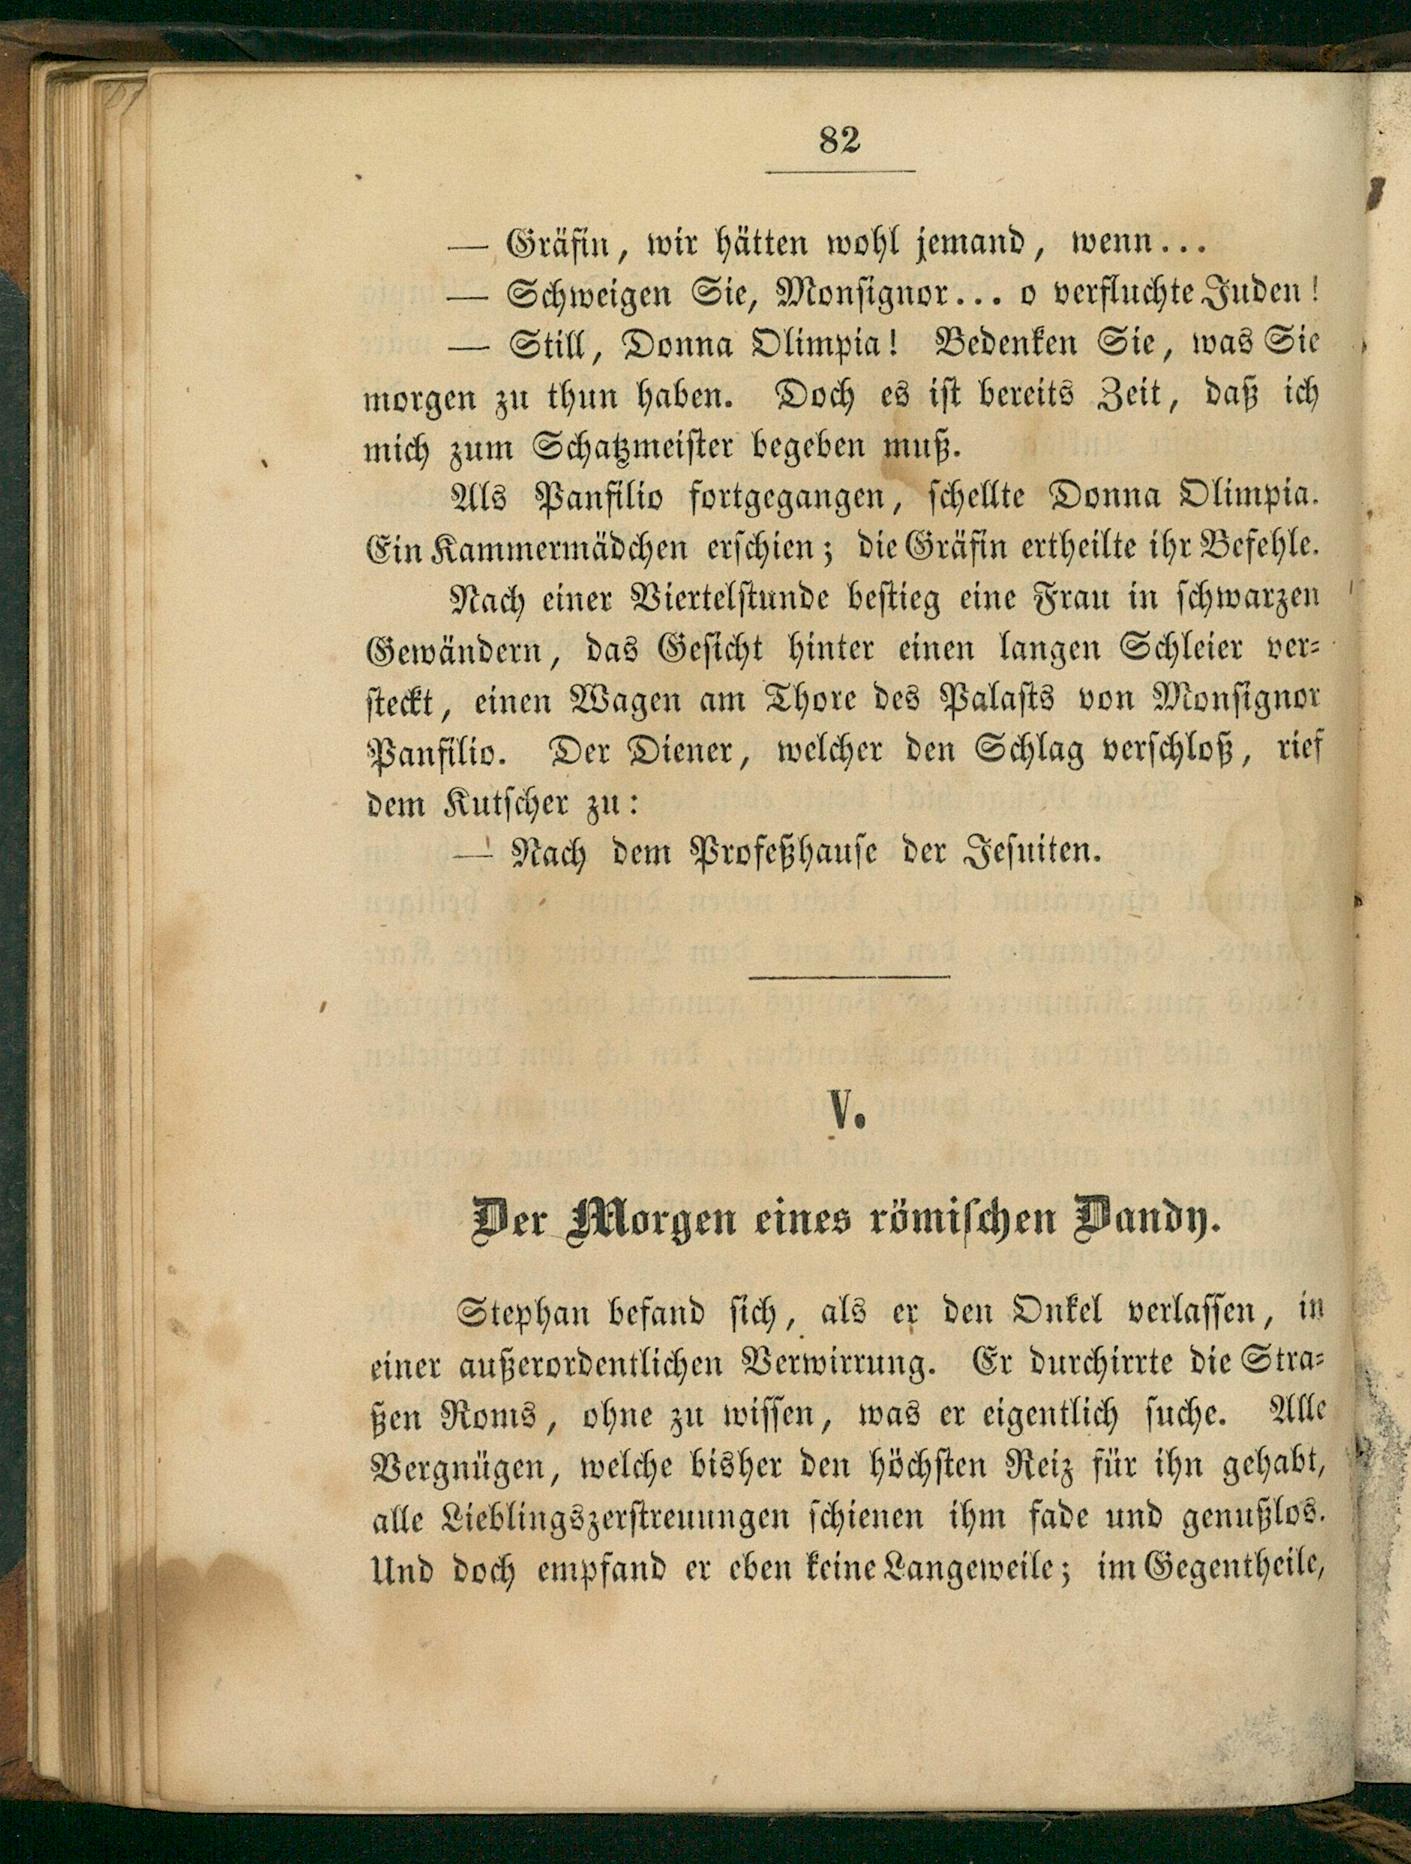 82
— Gräfin, wir hätten wohl jemand, wenn...
— Schweigen Sie, Monsignor... o verfluchte Juden!
— Still, Donna Olimpia! Bedenken Sie, was Sie
morgen zu thun haben. Doch es ist bereits Zeit, daß ich
mich zum Schatzmeister begeben muß.
Als Panfilio fortgegangen, schellte Donna Olimpia.
Ein Kammermädchen erschien; die Gräfin ertheilte ihr Befehle.
Nach einer Viertelstunde bestieg eine Frau in schwarzen
Gewändern, das Gesicht hinter einen langen Schleier ver-
steckt, einen Wagen am Thore des Palasts von Monsignor
Panfilio. Der Diener, welcher den Schlag verschloß, rief
dem Kutscher zu:
— Nach dem Profeßhause der Jesuiten.
V.
Der Morgen eines römischen Dandy.
Stephan befand sich, als er den Onkel verlassen, in
einer außerordentlichen Verwirrung. Er durchirrte die Stra-
ßen Roms, ohne zu wissen, was er eigentlich suche. Alle
Vergnügen, welche bisher den höchsten Reiz für ihn gehabt,
alle Lieblingszerstreuungen schienen ihm fade und genußlos.
Und doch empfand er eben keine Langeweile; im Gegentheile,